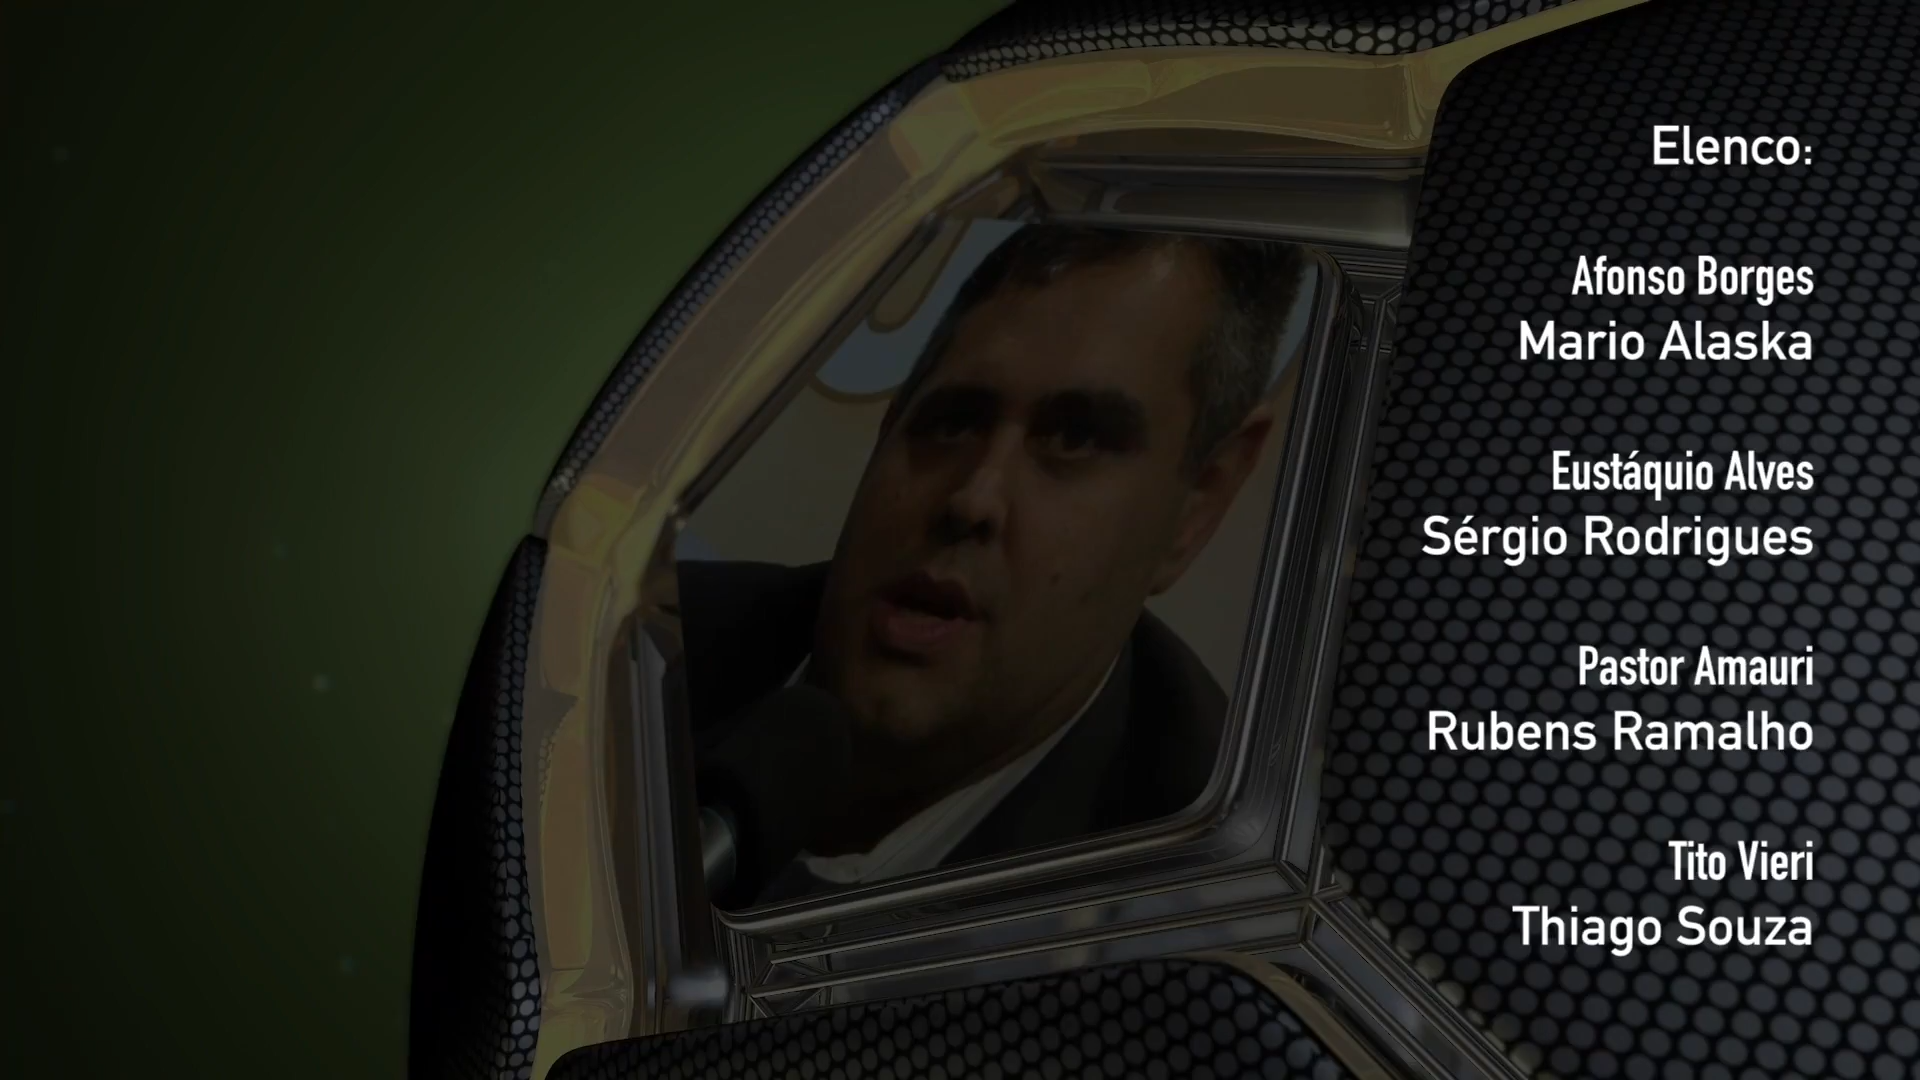 Elenco:
Afonso Borges
Mario Alaska
Eustáquio Alves
Sérgio Rodrigues
Pastor Amauri
Rubens Ramalho
Tito Vieri
Thiago Souza